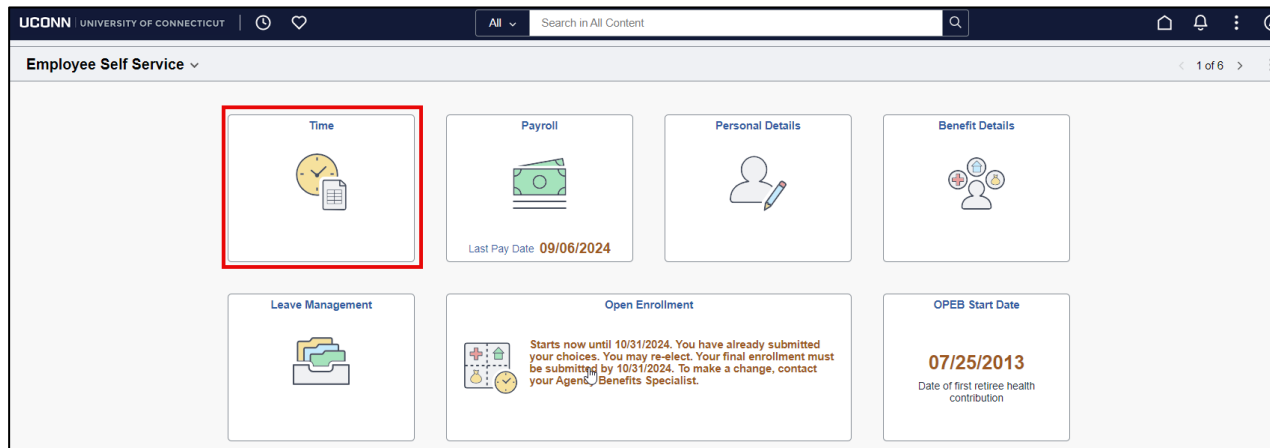 UCONN UNIVERSITY OF CONNECTICUT
All
Search in All Content
Employee Self Service
1 of 6
Time
Payroll
Last Pay Date 09/06/2024
Personal Details
Benefit Details
Leave Management
Open Enrollment
Starts now until 10/31/2024. You have already submitted
your choices. You may re-elect. Your final enrollment must
be submitted by 10/31/2024. To make a change, contact
your Agency Benefits Specialist.
OPEB Start Date
07/25/2013
Date of first retiree health
contribution